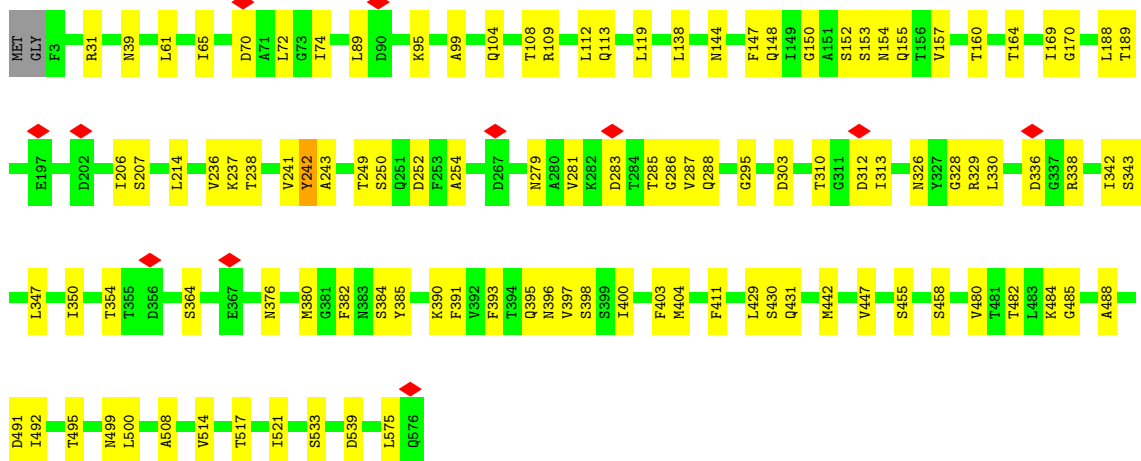 MET GLY F3 R31 N39 L61 I65 D70 A71 L72 G73 I74 L89 D90 K95 A99 Q104 T108 R109 L112 Q113 L119 L138 N144 F147 Q148 I149 G150 A151 S152 S153 N154 Q155 T156 V157 T160 T164 I169 G170 L188 T189
E197 D202 I206 S207 L214 V236 K237 T238 V241 Y242 A243 T249 S250 Q251 D252 F253 A254 D267 N279 A280 V281 K282 D283 T284 T285 G286 V287 Q288 G295 D303 T310 G311 D312 I313 N326 Y327 G328 R329 L330 D336 G337 R338 I342 S343
L347 I350 T354 T355 D356 S364 E367 N376 M380 G381 F382 N383 S384 Y385 K390 F391 V392 F393 T394 Q395 N396 V397 S398 S399 I400 F403 M404 F411 L429 S430 Q431 M442 V447 S455 S458 V480 T481 T482 L483 K484 G485 A488
D491 I492 T495 N499 L500 A508 V514 T517 I521 S533 D539 L575 Q576